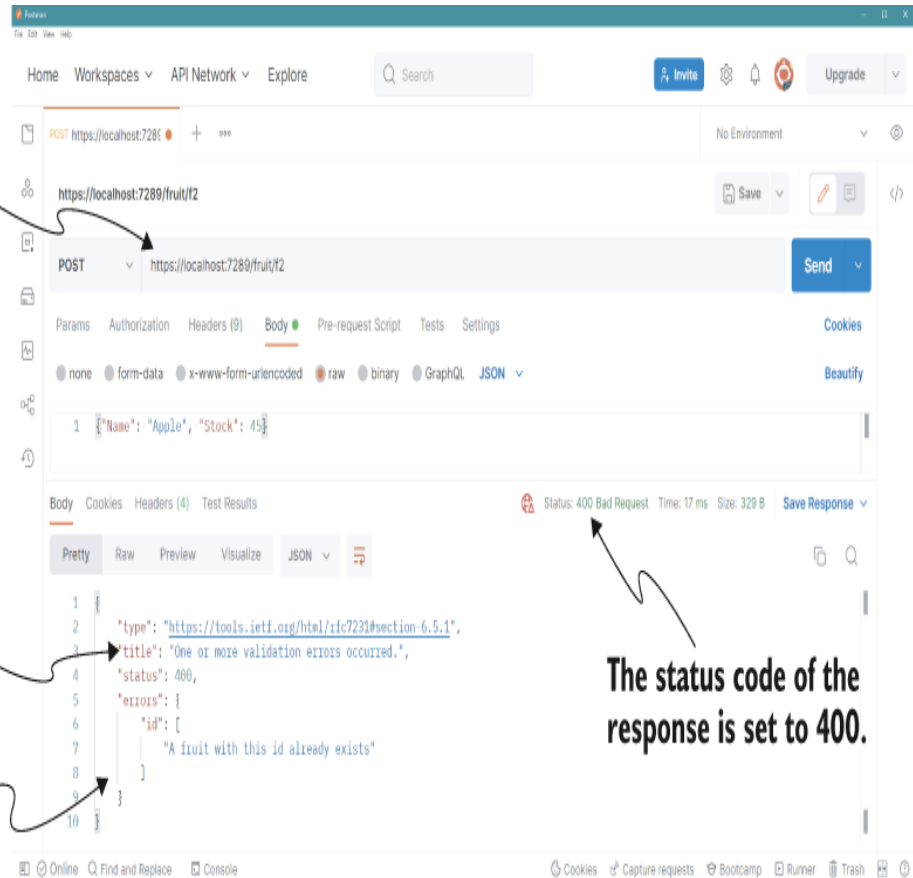 Postman
File Edit View Help
Home Workspaces API Network Explore Search Invite Upgrade
POST https://localhost:7289 No Environment
https://localhost:7289/fruit/f2 Save
POST https://localhost:7289/fruit/f2 Send
Params Authorization Headers (9) Body Pre-request Script Tests Settings Cookies
none form-data x-www-form-urlencoded raw binary GraphQL JSON Beautify
1 {"Name": "Apple", "Stock": 45}
Body Cookies Headers (4) Test Results Status: 400 Bad Request Time: 17 ms Size: 329 B Save Response
Pretty Raw Preview Visualize JSON
1 {
2 "type": "https://tools.ietf.org/html/rfc7231#section-6.5.1",
3 "title": "One or more validation errors occurred.",
4 "status": 400,
5 "errors": {
6 "id": [
7 "A fruit with this id already exists"
8 ]
9 }
10 }
The status code of the
response is set to 400.
Online Find and Replace Console Cookies Capture requests Bootcamp Runner Trash